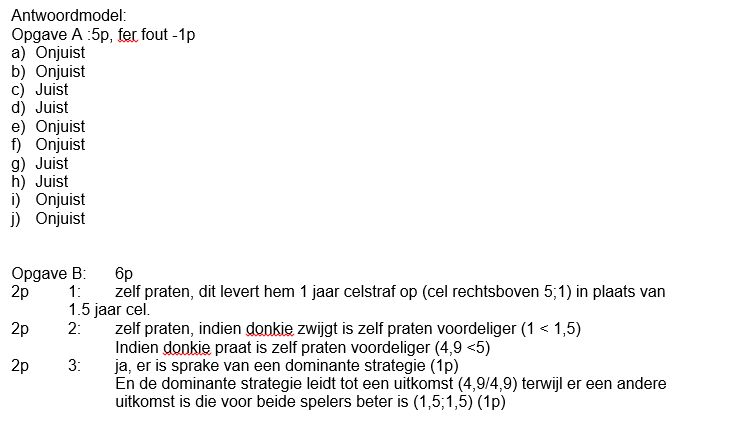 Antwoordmodel:
Opgave A :5p, fer fout -1p
a) Onjuist
b) Onjuist
c) Juist
d) Juist
e) Onjuist
f) Onjuist
g) Juist
h) Juist
i) Onjuist
j) Onjuist
Opgave B: 6p
2p 1: zelf praten, dit levert hem 1 jaar celstraf op (cel rechtsboven 5;1) in plaats van
1.5 jaar cel.
2p 2: zelf praten, indien donkie zwijgt is zelf praten voordeliger (1 < 1,5)
Indien donkie praat is zelf praten voordeliger (4,9 <5)
2p 3: ja, er is sprake van een dominante strategie (1p)
En de dominante strategie leidt tot een uitkomst (4,9/4,9) terwijl er een andere
uitkomst is die voor beide spelers beter is (1,5;1,5) (1p)